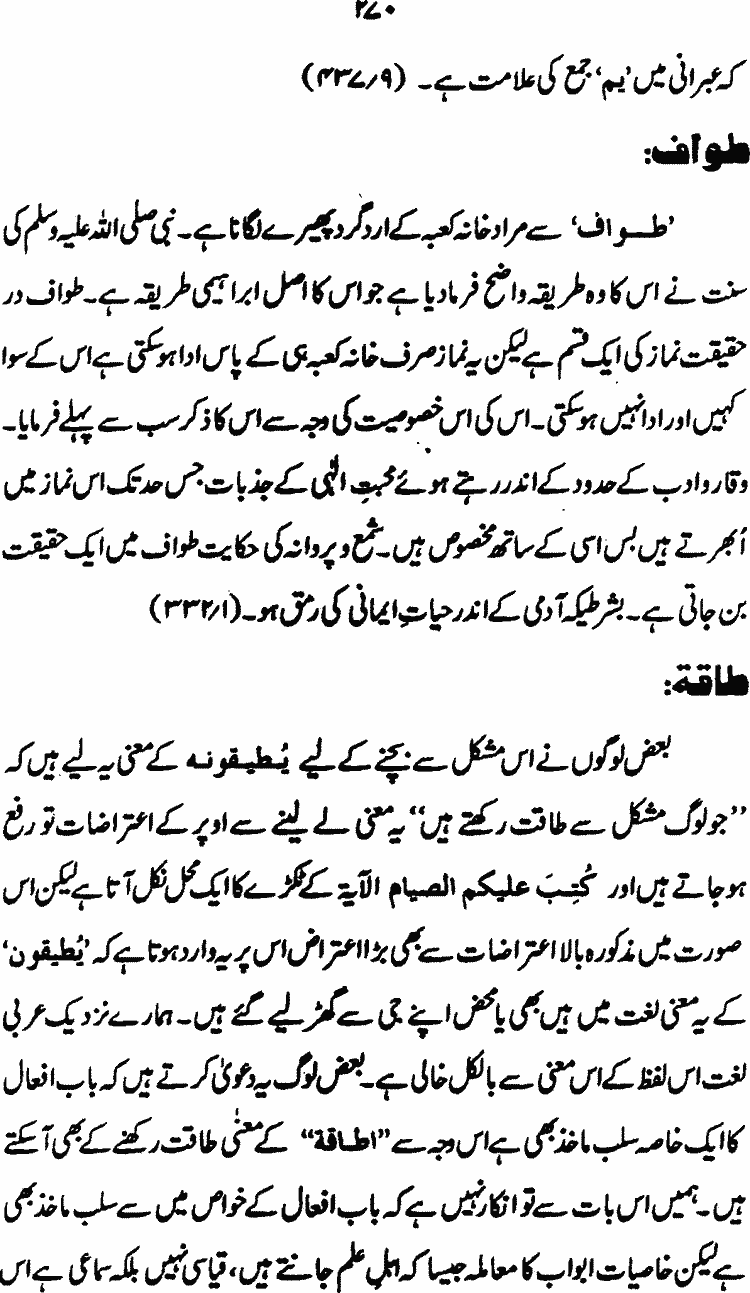 ۲۷۰
کہ عبرانی میں ’یم‘ جمع کی علامت ہے۔ (۴۳۷/۹)
طواف:
’طواف‘ سے مراد خانہ کعبہ کے اردگرد پھیرے لگانا ہے۔ نبی صلی اللہ علیہ وسلم کی
سنت نے اس کا وہ طریقہ واضح فرما دیا ہے جو اس کا اصل ابراہیمی طریقہ ہے۔ طواف در
حقیقت نماز کی ایک قسم ہے لیکن یہ نماز صرف خانہ کعبہ ہی کے پاس ادا ہو سکتی ہے اس کے سوا
کہیں اور ادا نہیں ہو سکتی۔ اس کی اس خصوصیت کی وجہ سے اس کا ذکر سب سے پہلے فرمایا۔
وقار و ادب کے حدود کے اندر رہتے ہوئے محبتِ الٰہی کے جذبات جس حد تک اس نماز میں
اُبھرتے ہیں بس اسی کے ساتھ مخصوص ہیں۔ شمع و پروانہ کی حکایت طواف میں ایک حقیقت
بن جاتی ہے۔ بشرطیکہ آدمی کے اندر حیاتِ ایمانی کی رمق ہو۔ (۳۳۲/۱)
طاقة:
بعض لوگوں نے اس مشکل سے بچنے کے لیے یُطیقونہ کے معنی یہ لیے ہیں کہ
’’جو لوگ مشکل سے طاقت رکھتے ہیں‘‘ یہ معنی لے لینے سے اوپر کے اعتراضات تو رفع
ہو جاتے ہیں اور کُتِبَ علیکم الصیام الآیة کے ٹکڑے کا ایک محل نکل آتا ہے لیکن اس
صورت میں مذکورہ بالا اعتراضات سے بھی بڑا اعتراض اس پر یہ وارد ہوتا ہے کہ ’یُطیقون‘
کے یہ معنی لغت میں ہیں بھی یا محض اپنے جی سے گھڑ لیے گئے ہیں۔ ہمارے نزدیک عربی
لغت اس لفظ کے اس معنی سے بالکل خالی ہے۔ بعض لوگ یہ دعویٰ کرتے ہیں کہ باب افعال
کا ایک خاصہ سلب ماخذ بھی ہے اس وجہ سے ’’اطاقة‘‘ کے معنٰی طاقت رکھنے کے بھی آ سکتے
ہیں۔ ہمیں اس بات سے تو انکار نہیں ہے کہ باب افعال کے خواص میں سے سلب ماخذ بھی
ہے لیکن خاصیات ابواب کا معاملہ جیسا کہ اہلِ علم جانتے ہیں، قیاسی نہیں بلکہ سماعی ہے اس